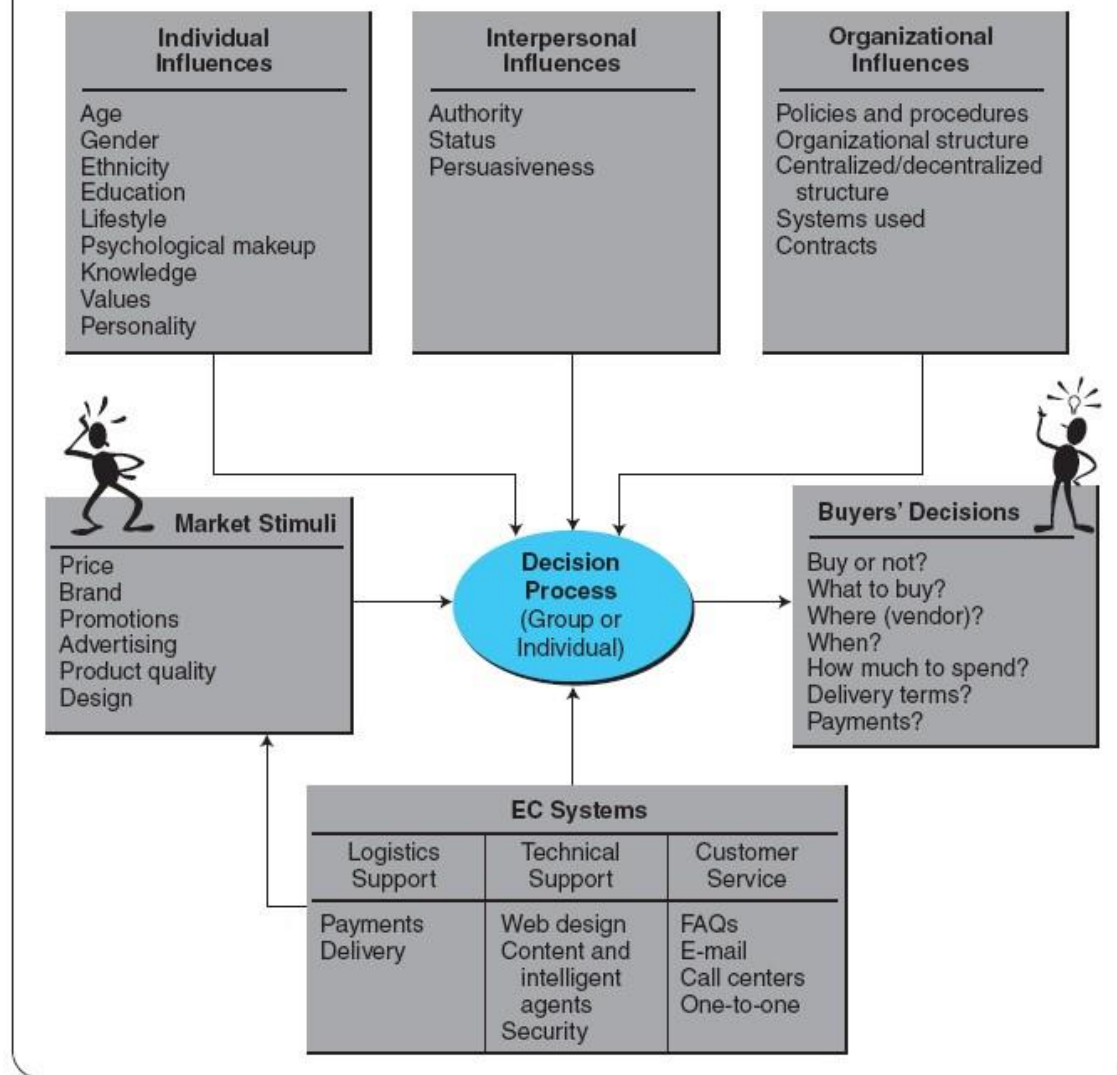 Individual
Influences
Age
Gender
Ethnicity
Education
Lifestyle
Psychological makeup
Knowledge
Values
Personality
Interpersonal
Influences
Authority
Status
Persuasiveness
Organizational
Influences
Policies and procedures
Organizational structure
Centralized/decentralized
structure
Systems used
Contracts
Market Stimuli
Price
Brand
Promotions
Advertising
Product quality
Design
Decision
Process
(Group or
Individual)
Buyers’ Decisions
Buy or not?
What to buy?
Where (vendor)?
When?
How much to spend?
Delivery terms?
Payments?
EC Systems
Logistics
Support
Payments
Delivery
Technical
Support
Web design
Content and
intelligent
agents
Security
Customer
Service
FAQs
E-mail
Call centers
One-to-one